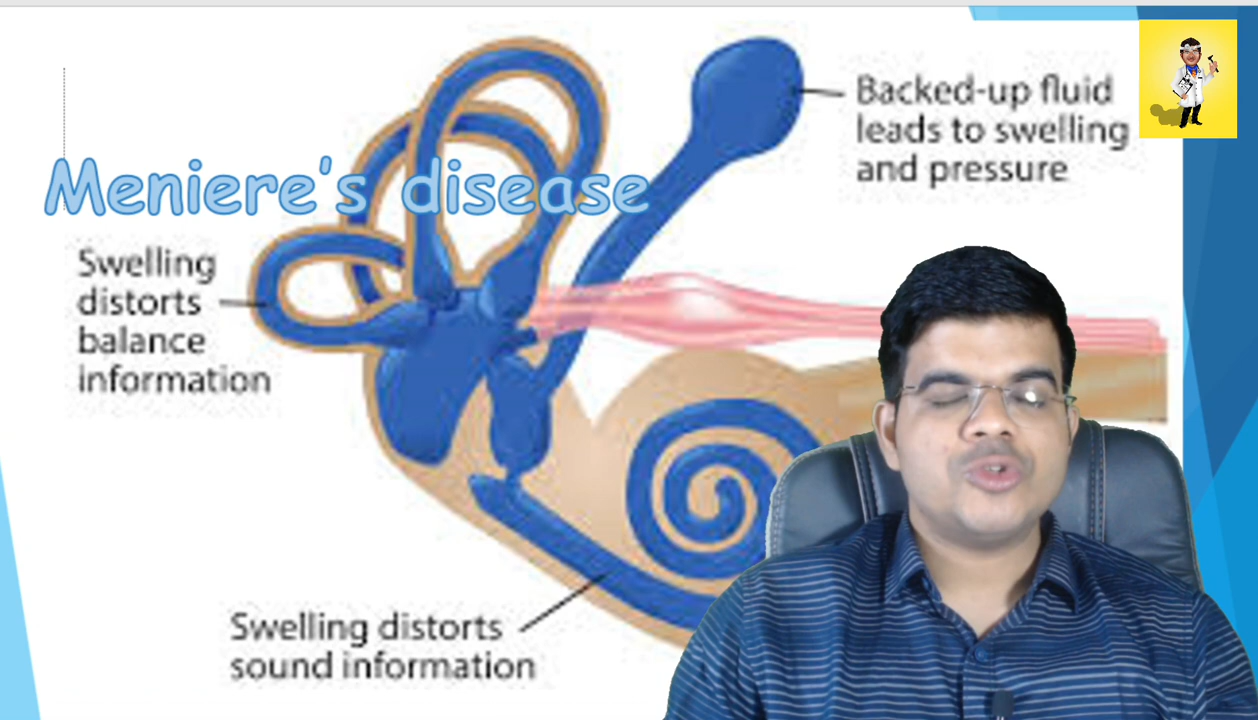 Backed-up fluid
leads to swelling
and pressure
Meniere's disease
Swelling
distorts
balance
information
Swelling distorts
sound information